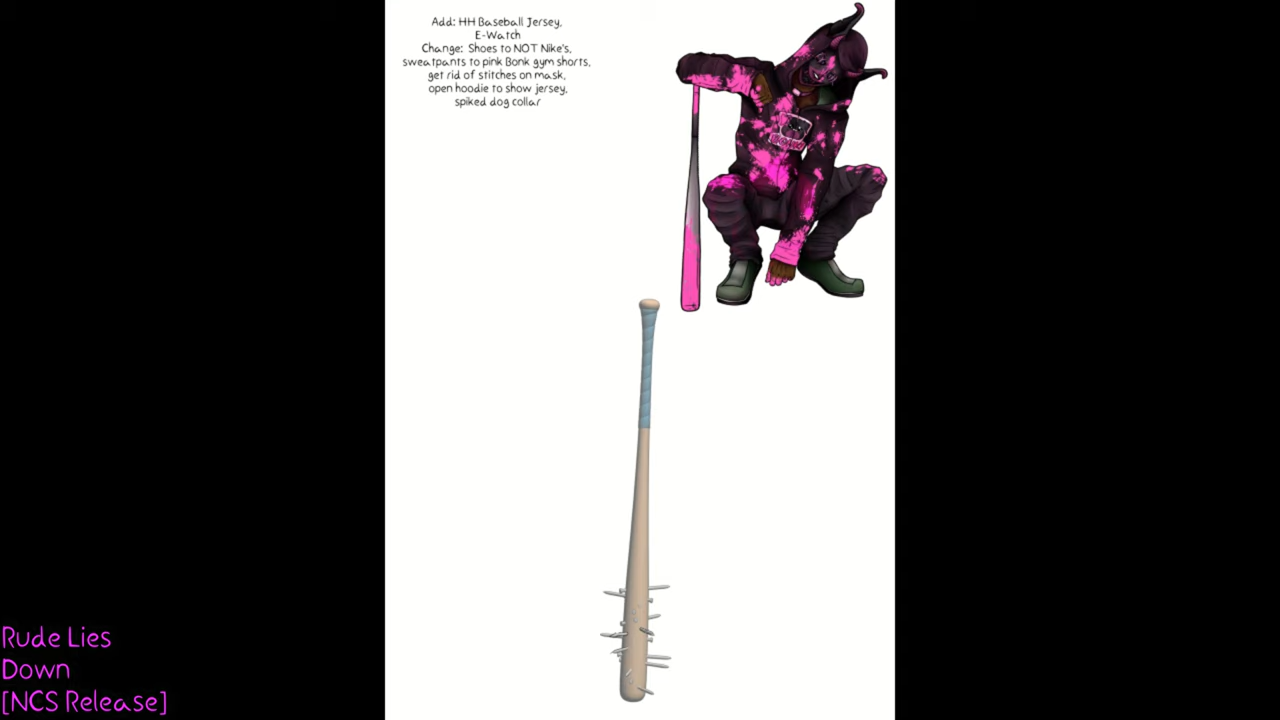 Add: HH Baseball Jersey,
E-Watch
Change: Shoes to NOT Nike's,
sweatpants to pink Bonk gym shorts,
get rid of stitches on mask,
open hoodie to show jersey,
spiked dog collar
Rude Lies
Down
[NCS Release]